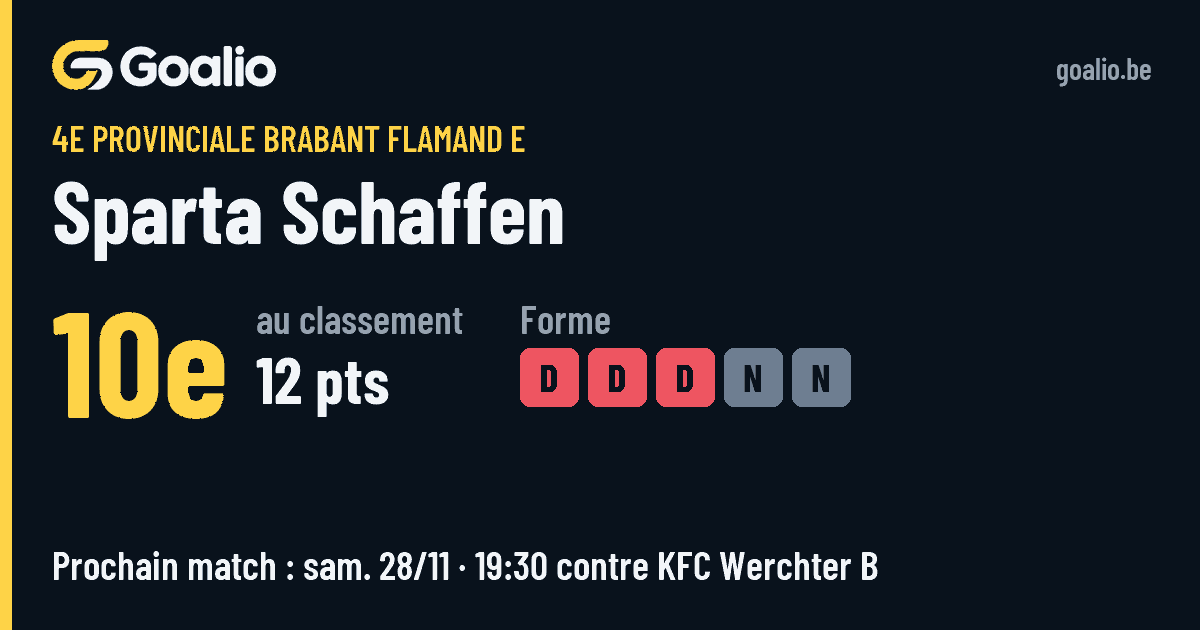 Goalio
goalio.be
4E PROVINCIALE BRABANT FLAMAND E
Sparta Schaffen
10e
au classement
12 pts
Forme
D D D N N
Prochain match : sam. 28/11 · 19:30 contre KFC Werchter B